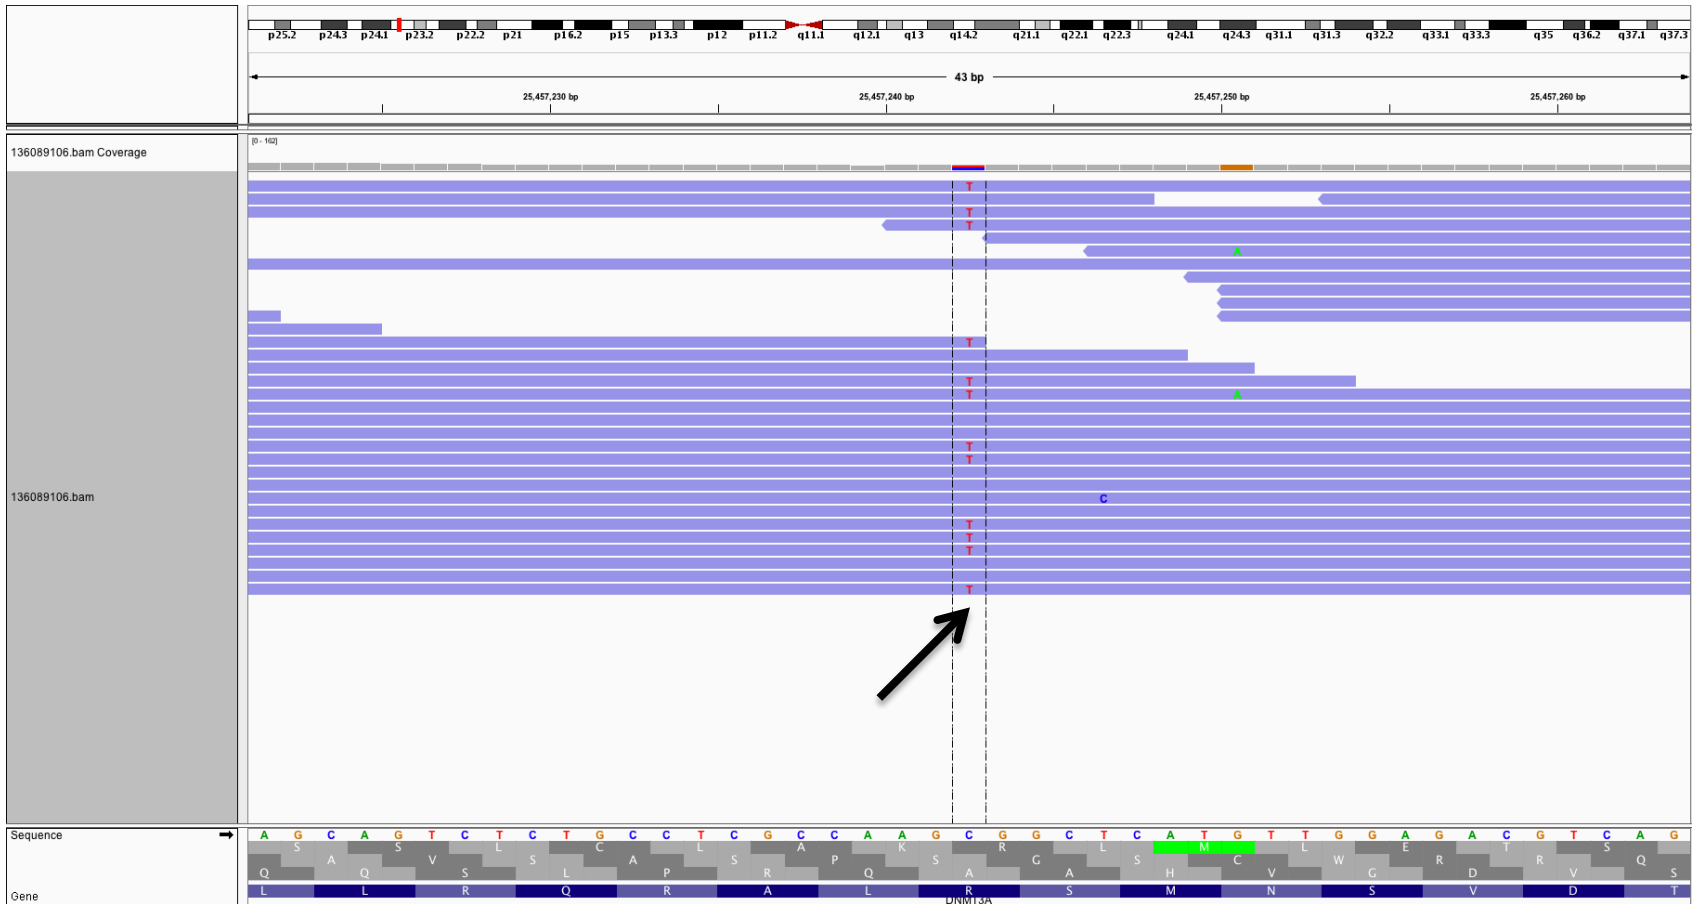 p25.2 p24.3 p24.1 p23.2 p22.2 p21 p16.2 p15 p13.3 p12 p11.2 q11.1 q12.1 q13 q14.2 q21.1 q22.1 q22.3 q24.1 q24.3 q31.1 q31.3 q32.2 q33.1 q33.3 q35 q36.2 q37.1 q37.3
43 bp
25,457,230 bp 25,457,240 bp 25,457,250 bp 25,457,260 bp
[0 - 162]
136089106.bam Coverage
T
T
T
A
T
T
T A
T
T
136089106.bam C
T
T
T
T
Sequence A G C A G T C T C T G C C T C G C C A A G C G G C T C A T G T T G G A G A C G T C A G
S S L C L A K R L M L E T S
A V S A S P S G S C W R R Q
Q Q S L P R Q A A H V G D V S
L L R Q R A L R S M N S V D T
Gene DNMT3A